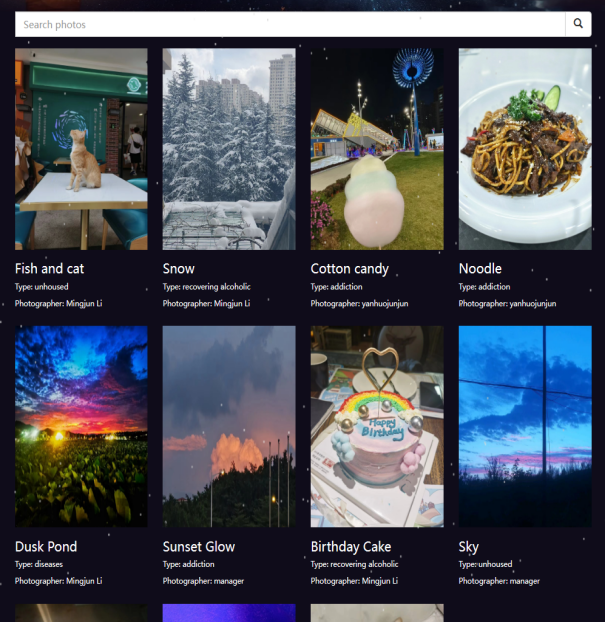 Search photos
Fish and cat
Type: unhoused
Photographer: Mingjun Li
Snow
Type: recovering alcoholic
Photographer: Mingjun Li
Cotton candy
Type: addiction
Photographer: yanhuojunjun
Noodle
Type: addiction
Photographer: yanhuojunjun
Happy
Birthday
Dusk Pond
Type: diseases
Photographer: Mingjun Li
Sunset Glow
Type: addiction
Photographer: manager
Birthday Cake
Type: recovering alcoholic
Photographer: Mingjun Li
Sky
Type: unhoused
Photographer: manager